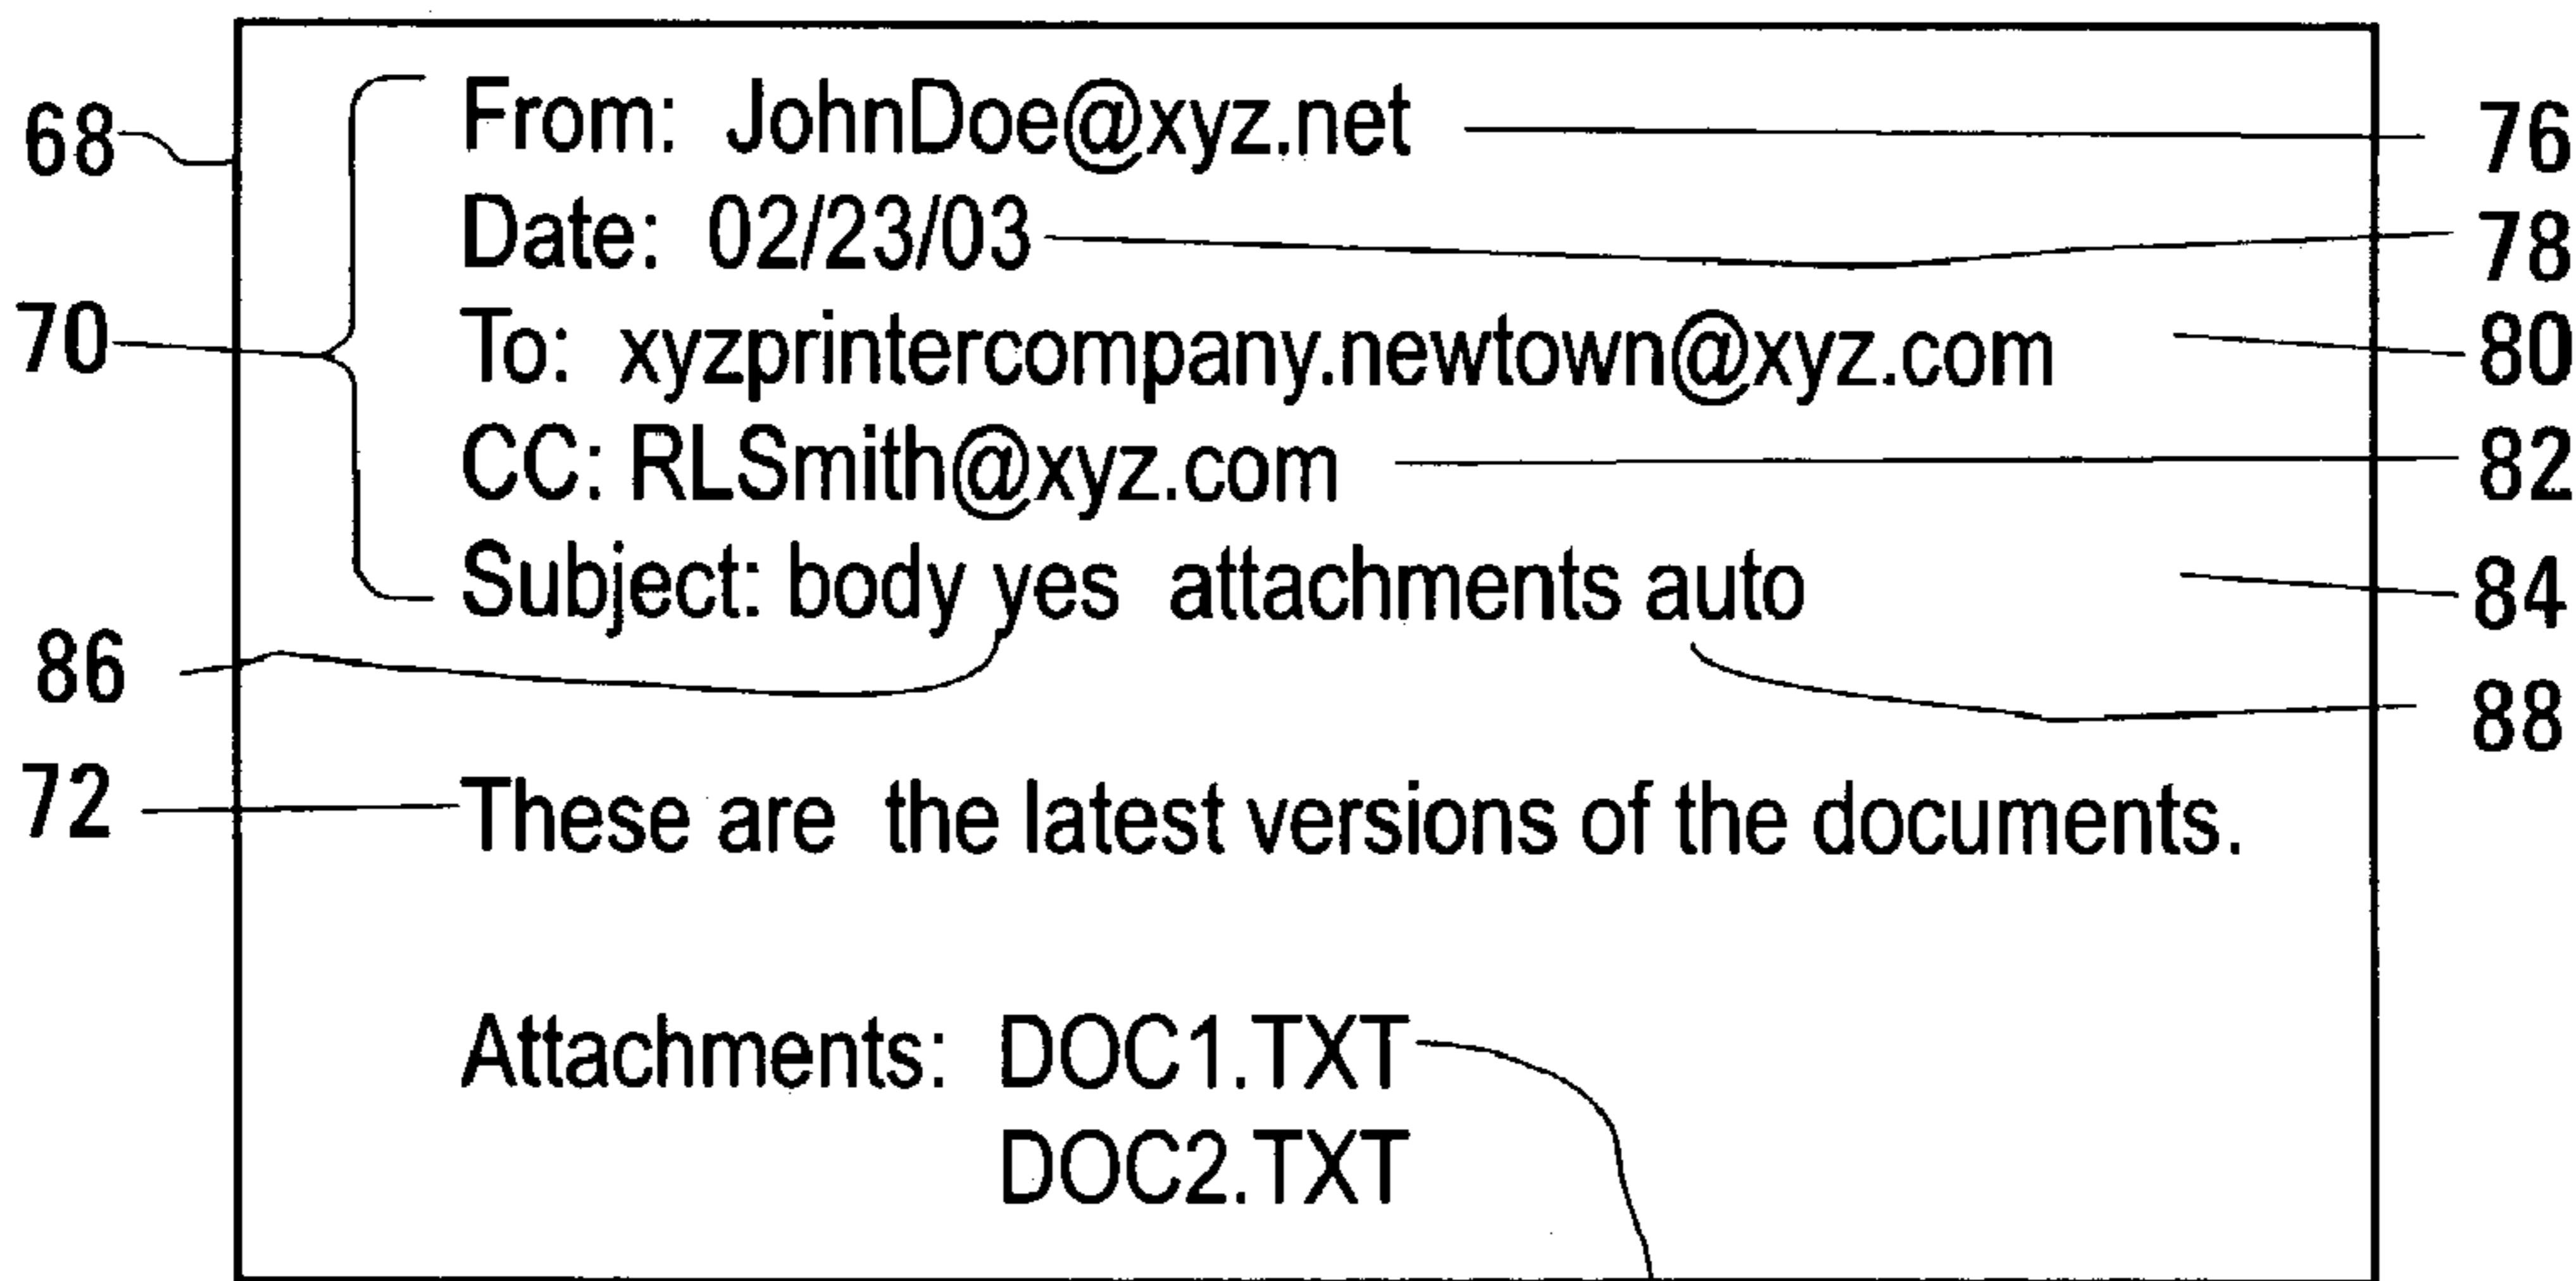 68 From: JohnDoe@xyz.net 76
Date: 02/23/03 78
70 To: xyzprintercompany.newtown@xyz.com 80
CC: RLSmith@xyz.com 82
Subject: body yes attachments auto 84
86 88
72 These are the latest versions of the documents.
Attachments: DOC1.TXT
DOC2.TXT